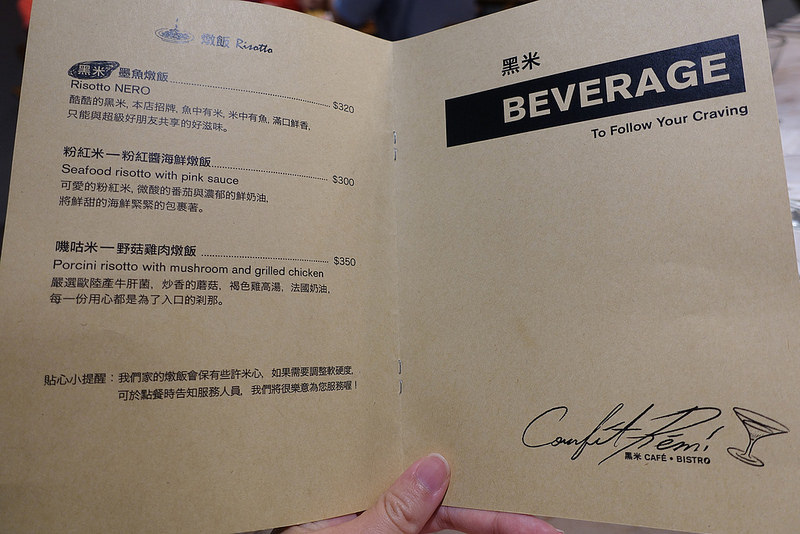 燉飯 Risotto
黑米 墨魚燉飯 $320
Risotto NERO
酷酷的黑米, 本店招牌, 魚中有米, 米中有魚, 滿口鮮香,
只能與超級好朋友共享的好滋味。
粉紅米—粉紅醬海鮮燉飯 $300
Seafood risotto with pink sauce
可愛的粉紅米, 微酸的番茄與濃郁的鮮奶油,
將鮮甜的海鮮緊緊的包裹著。
嘰咕米—野菇雞肉燉飯 $350
Porcini risotto with mushroom and grilled chicken
嚴選歐陸產牛肝菌, 炒香的蘑菇, 褐色雞高湯, 法國奶油,
每一份用心都是為了入口的剎那。
貼心小提醒：我們家的燉飯會保有些許米心, 如果需要調整軟硬度,
可於點餐時告知服務人員, 我們將很樂意為您服務喔！
黑米
BEVERAGE
To Follow Your Craving
Confit Rémi
黑米 CAFÉ • BISTRO